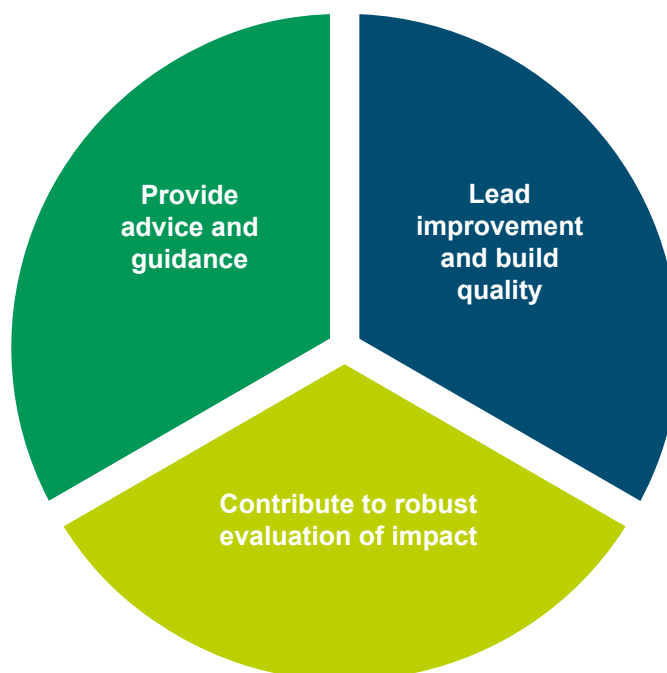 Provide
advice and
guidance
Lead
improvement
and build
quality
Contribute to robust
evaluation of impact